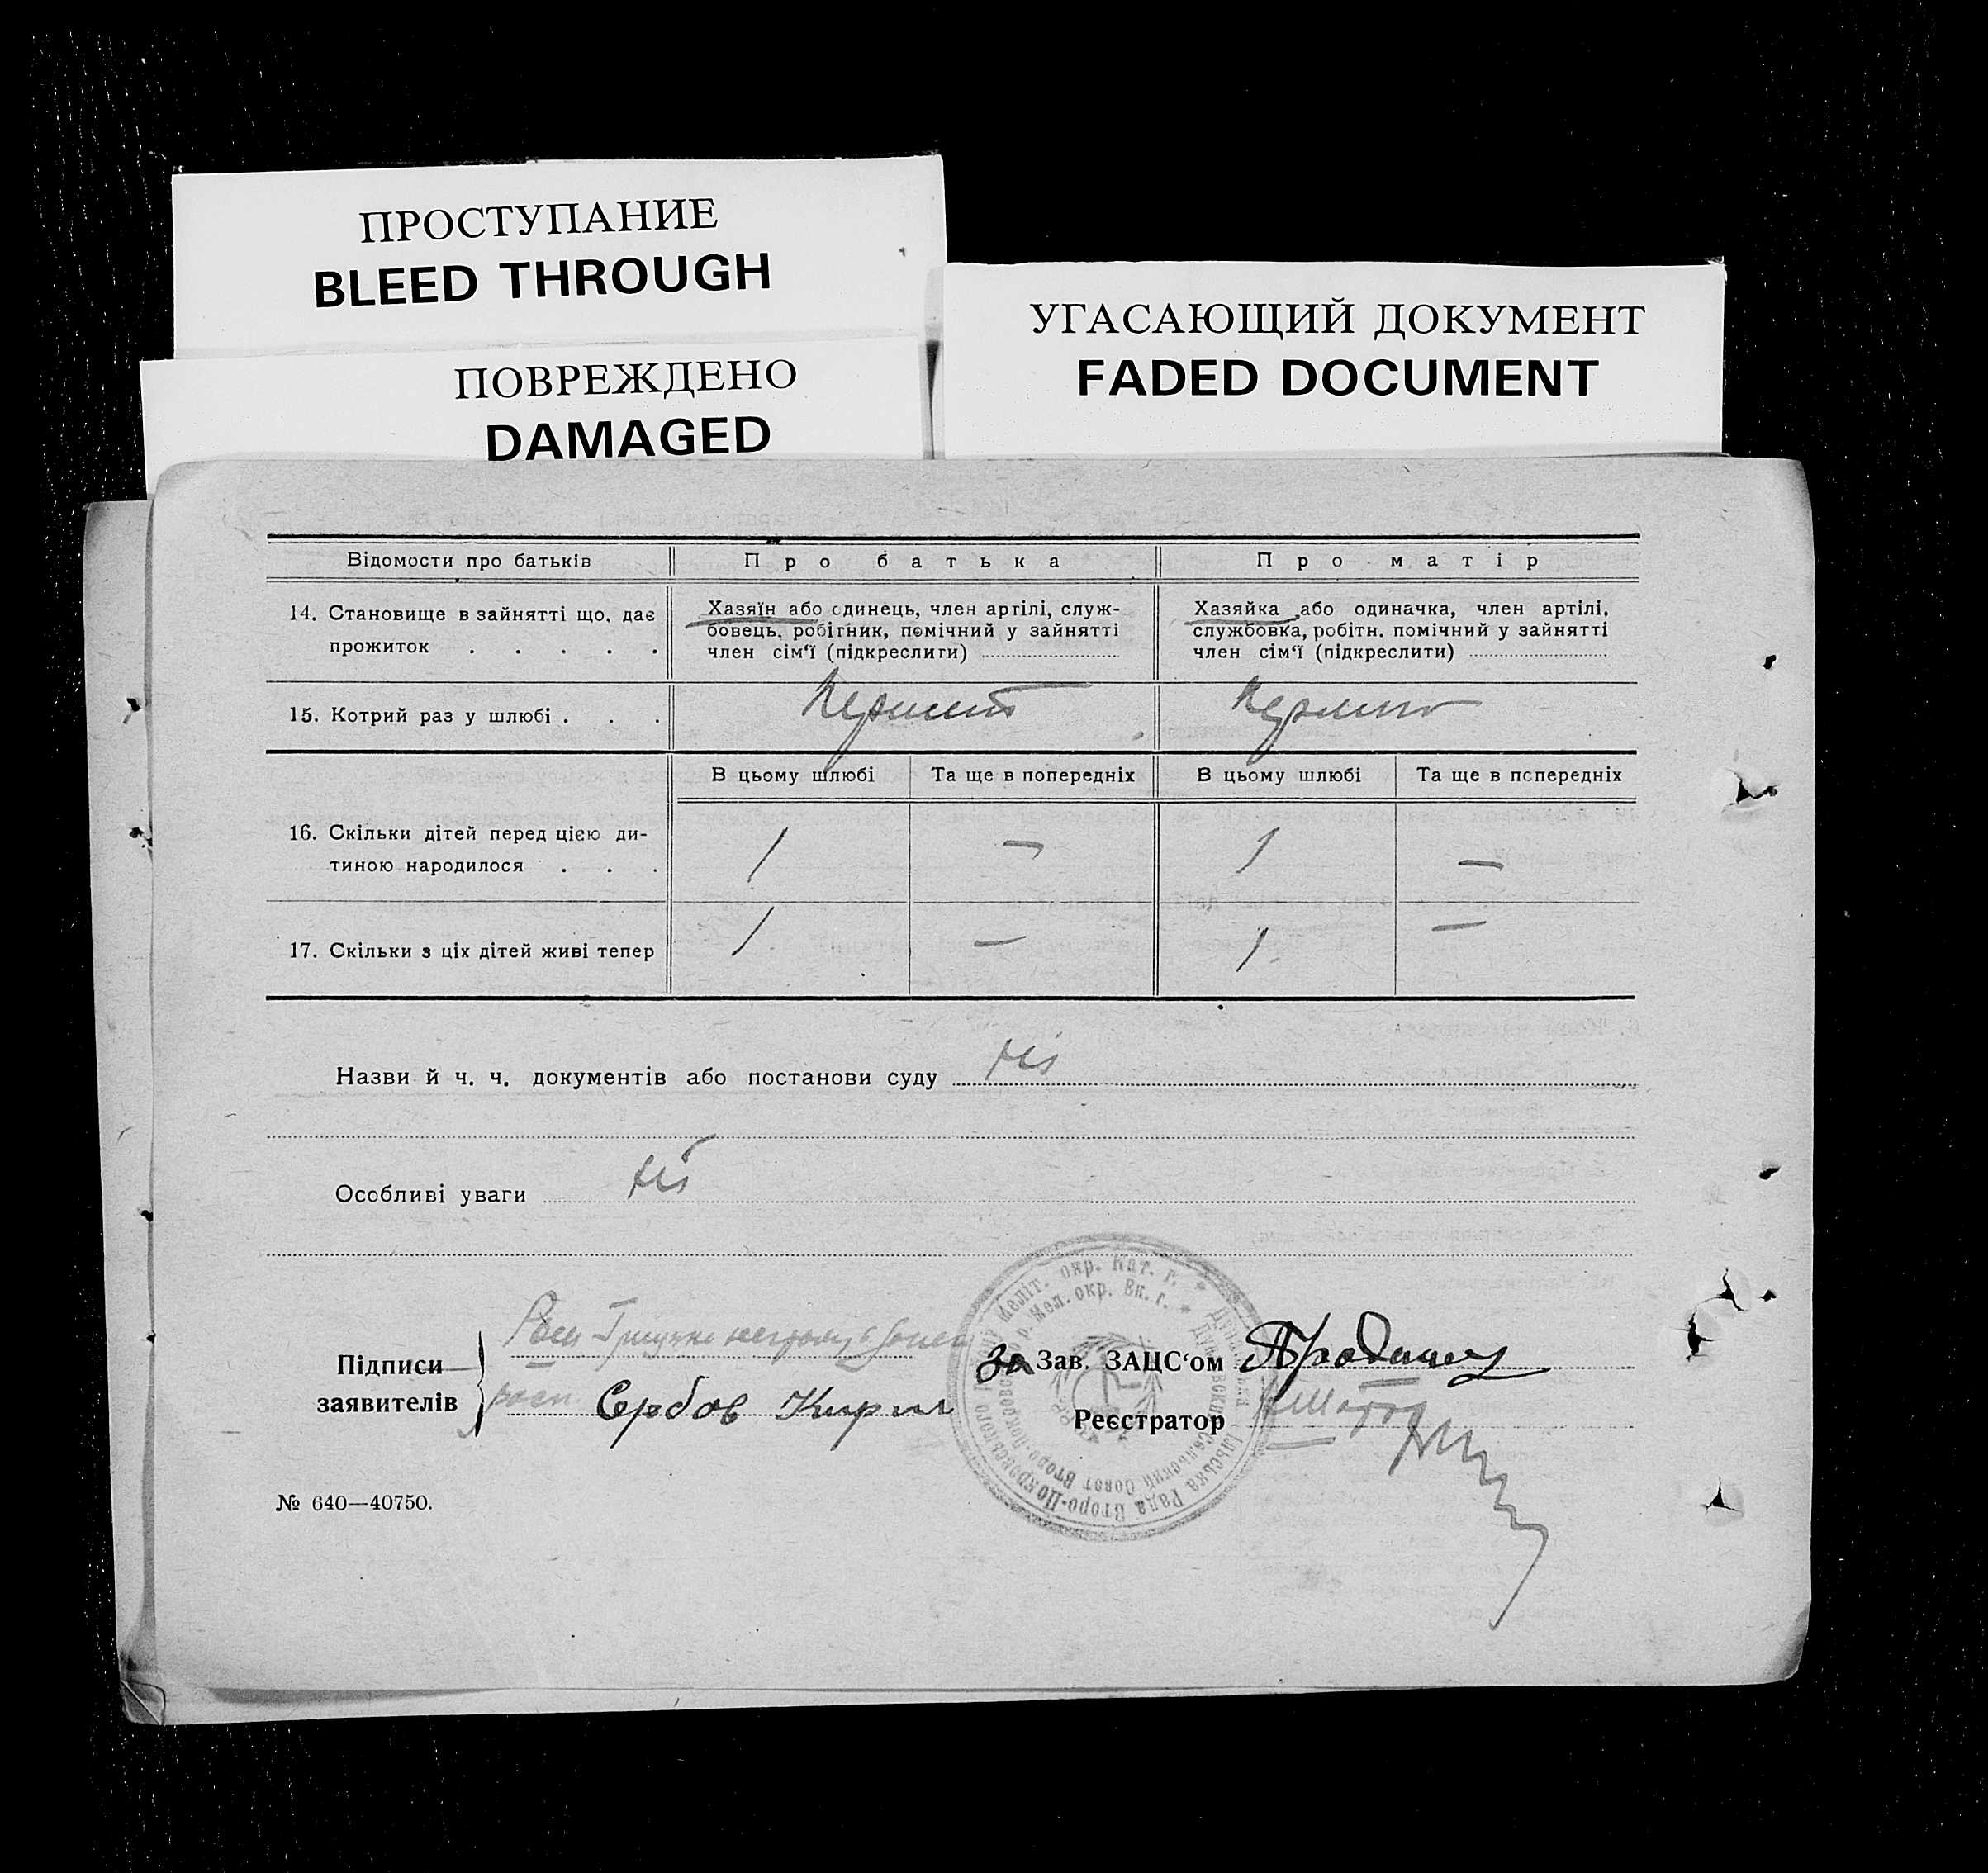 ПРОСТУПАНИЕ
BLEED THROUGH
УГАСАЮЩИЙ ДОКУМЕНТ
FADED DOCUMENT
ПОВРЕЖДЕНО
DAMAGED
Відомости про батьків Про батька Про матір
14. Становище в зайнятті що, дає прожиток . . . . .
Хазяїн або одинець, член артілі, служ-
бовець, робітник, помічний у зайнятті
член сім‘ї (підкреслити)
Хазяйка або одиначка, член артілі,
службовка, робітн. помічний у зайнятті
член сім‘ї (підкреслити)
15. Котрий раз у шлюбі . . .
В цьому шлюбі Та ще в попередніх В цьому шлюбі Та ще в попередніх
16. Скільки дітей перед цією ди-
тиною народилося . . . 1 — 1 —
17. Скільки з ціх дітей живі тепер 1 — 1 —
Назви й ч. ч. документів або постанови суду Ні
Особливі уваги Ні
Підписи
заявителів
Сербов Кирил
За Зав. ЗАЦС‘ом
Реєстратор
№ 640—40750.